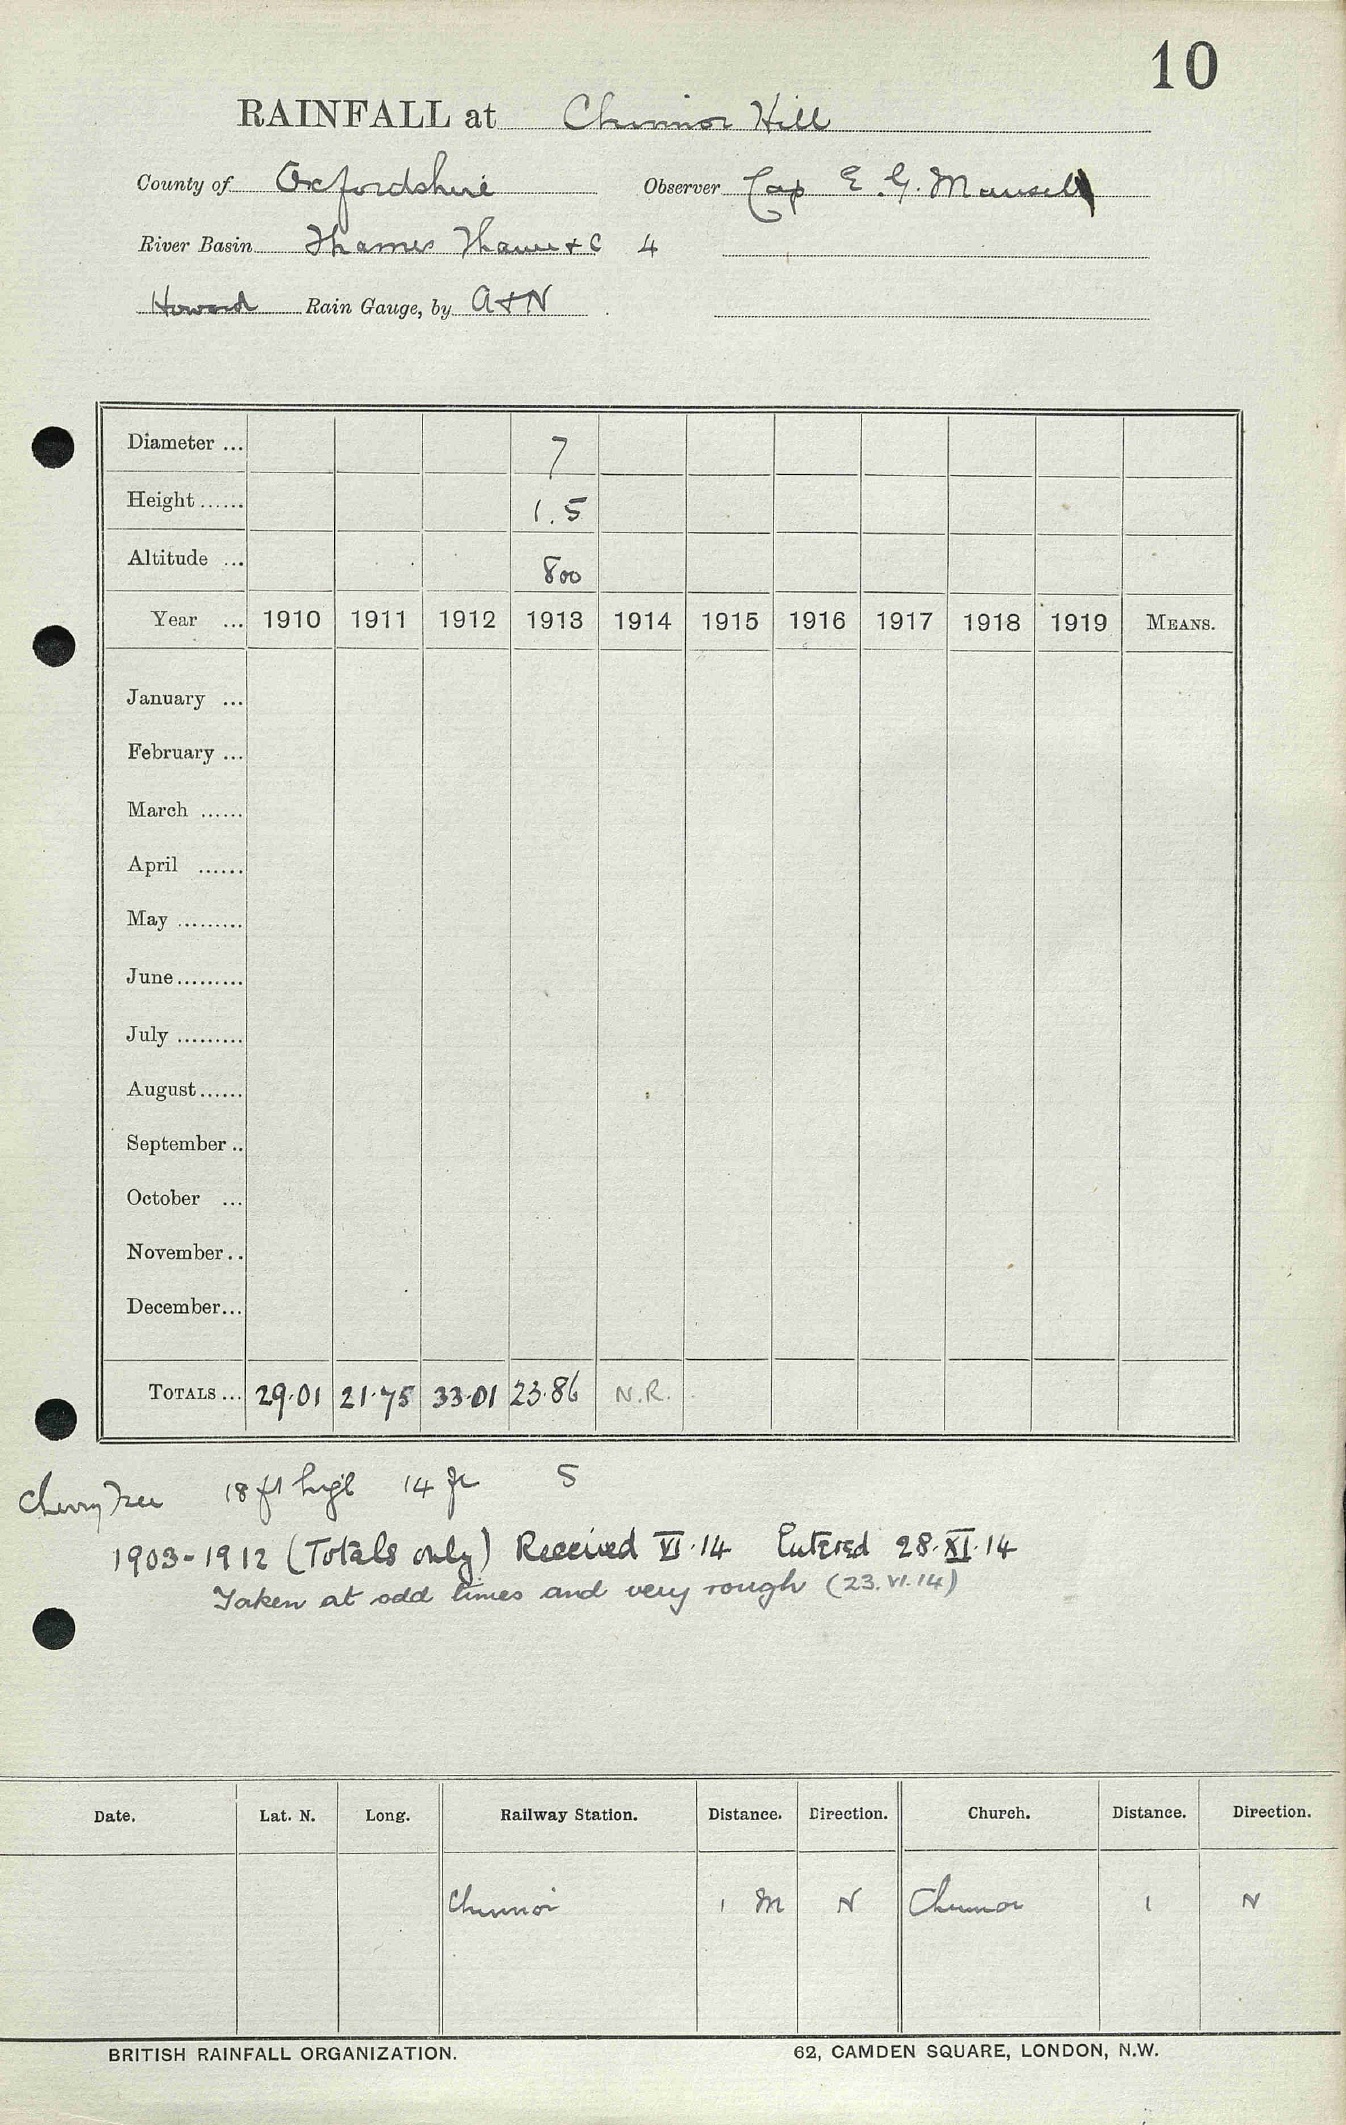 10
RAINFALL at Chinnor Hill
County of Oxfordshire Observer Cap E. G. Mansell
River Basin Thames Thame & C 4
Howard Rain Gauge, by A & N
Diameter ... 7
Height ...... 1.5
Altitude ... 800
Year ... 1910 1911 1912 1913 1914 1915 1916 1917 1918 1919 MEANS.
January ...
February ...
March ......
April ......
May .........
June.........
July .........
August......
September ..
October ...
November..
December...
TOTALS... 29.01 21.75 33.01 23.86 N.R.
Cherry Tree 18 ft high 14 ft S
1903-1912 (Totals only) Received VI.14 Entered 28.XI.14
Taken at odd times and very rough (23.VI.14)
Date. Lat. N. Long. Railway Station. Distance. Direction. Church. Distance. Direction.
Chinnor 1 M N Chinnor 1 N
BRITISH RAINFALL ORGANIZATION. 62, CAMDEN SQUARE, LONDON, N.W.